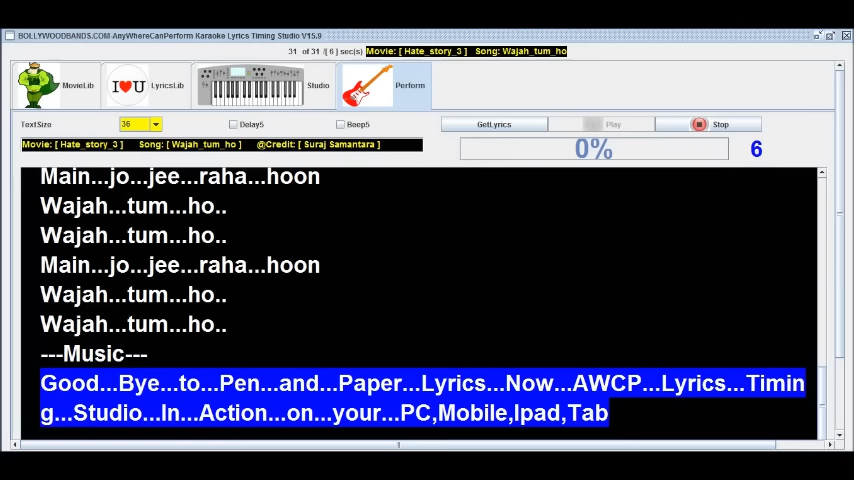 BOLLYWOODBANDS.COM-AnyWhereCanPerform Karaoke Lyrics Timing Studio V15.9
31 of 31 /[ 6 ] sec(s) Movie: [ Hate_story_3 ] Song: Wajah_tum_ho
MovieLib I❤U LyricsLib Studio Perform
TextSize 36 Delay5 Beep5 GetLyrics Play Stop
Movie: [ Hate_story_3 ] Song: [ Wajah_tum_ho ] @Credit: [ Suraj Samantara ]
0% 6
Main...jo...jee...raha...hoon
Wajah...tum...ho..
Wajah...tum...ho..
Main...jo...jee...raha...hoon
Wajah...tum...ho..
Wajah...tum...ho..
---Music---
Good...Bye...to...Pen...and...Paper...Lyrics...Now...AWCP...Lyrics...Timin
g...Studio...In...Action...on...your...PC,Mobile,Ipad,Tab